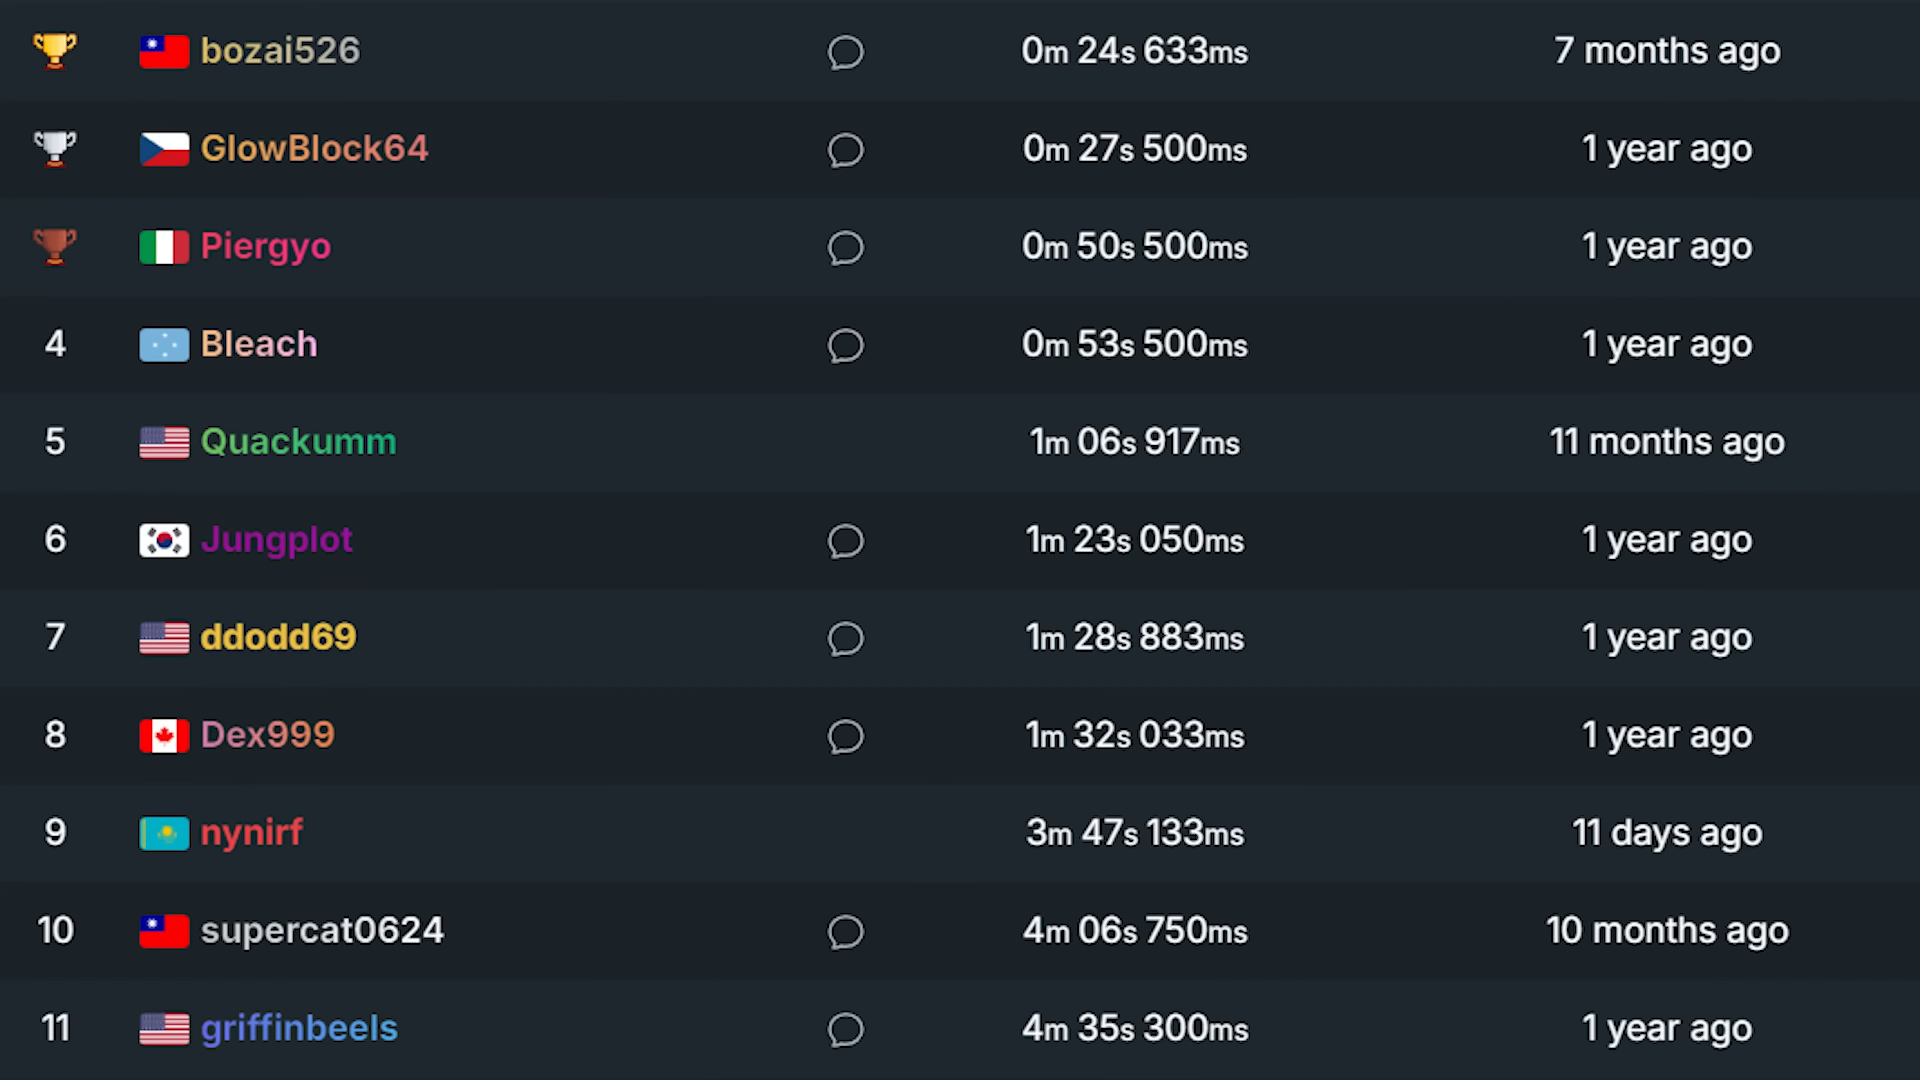 bozai526 0m 24s 633ms 7 months ago
GlowBlock64 0m 27s 500ms 1 year ago
Piergyo 0m 50s 500ms 1 year ago
4 Bleach 0m 53s 500ms 1 year ago
5 Quackumm 1m 06s 917ms 11 months ago
6 Jungplot 1m 23s 050ms 1 year ago
7 ddodd69 1m 28s 883ms 1 year ago
8 Dex999 1m 32s 033ms 1 year ago
9 nynirf 3m 47s 133ms 11 days ago
10 supercat0624 4m 06s 750ms 10 months ago
11 griffinbeels 4m 35s 300ms 1 year ago